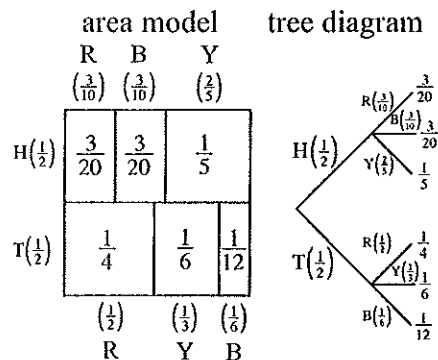 area model tree diagram
R B Y
(3/10) (3/10) (2/5)
H(1/2) 3/20 3/20 1/5
T(1/2) 1/4 1/6 1/12
(1/2) (1/3) (1/6)
R Y B
R(3/10) 3/20
B(3/10) 3/20
H(1/2) Y(2/5) 1/5
R(1/2) 1/4
T(1/2) Y(1/3) 1/6
B(1/6) 1/12